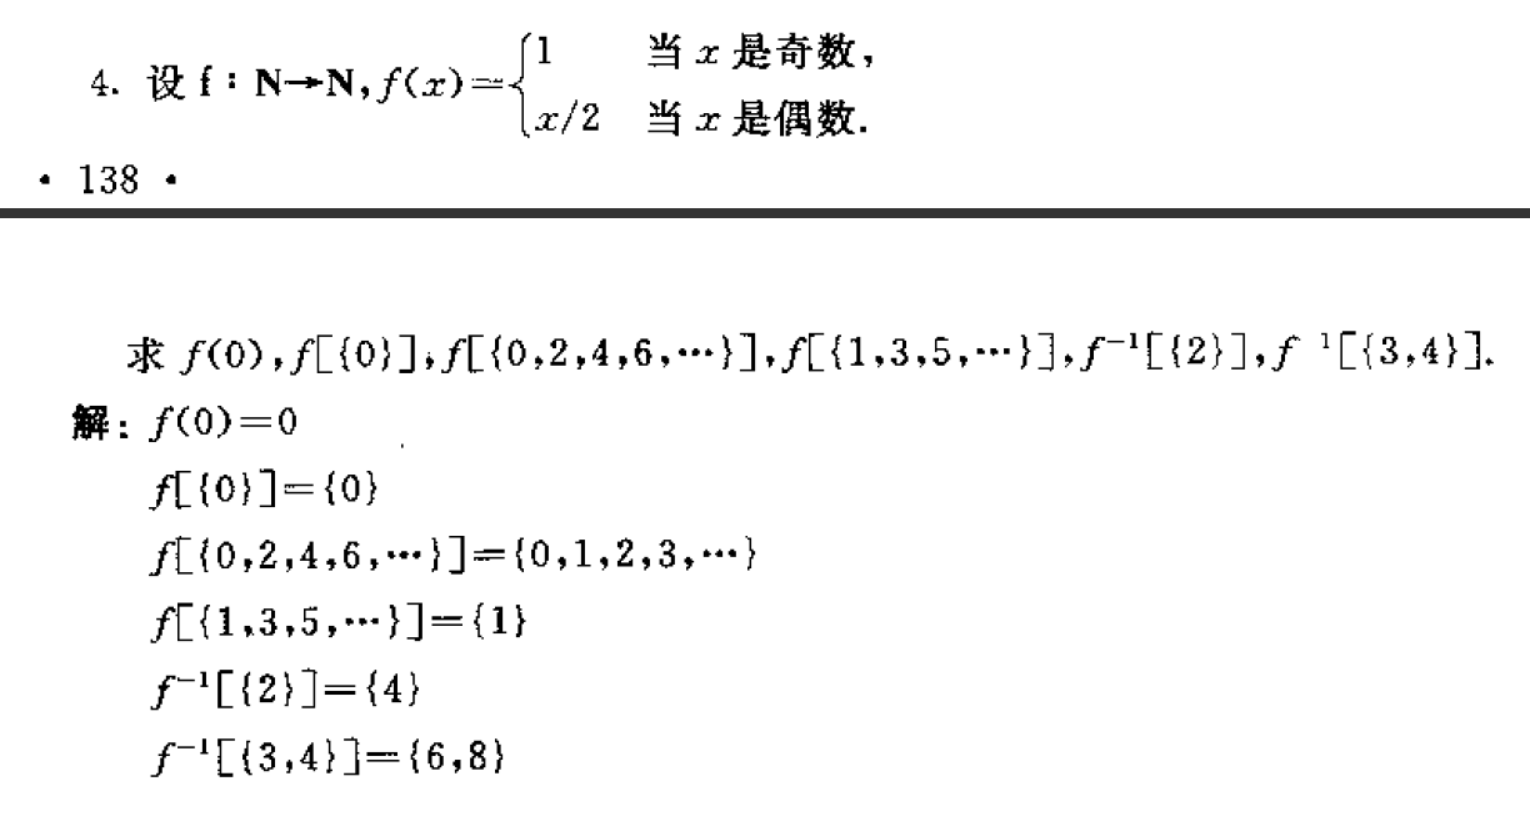 4. 设 f：N→N, f(x)={1 当 x 是奇数,
x/2 当 x 是偶数.
· 138 ·
求 f(0), f[{0}], f[{0,2,4,6,…}], f[{1,3,5,…}], f⁻¹[{2}], f ¹[{3,4}].
解: f(0)=0
f[{0}]={0}
f[{0,2,4,6,…}]={0,1,2,3,…}
f[{1,3,5,…}]={1}
f⁻¹[{2}]={4}
f⁻¹[{3,4}]={6,8}